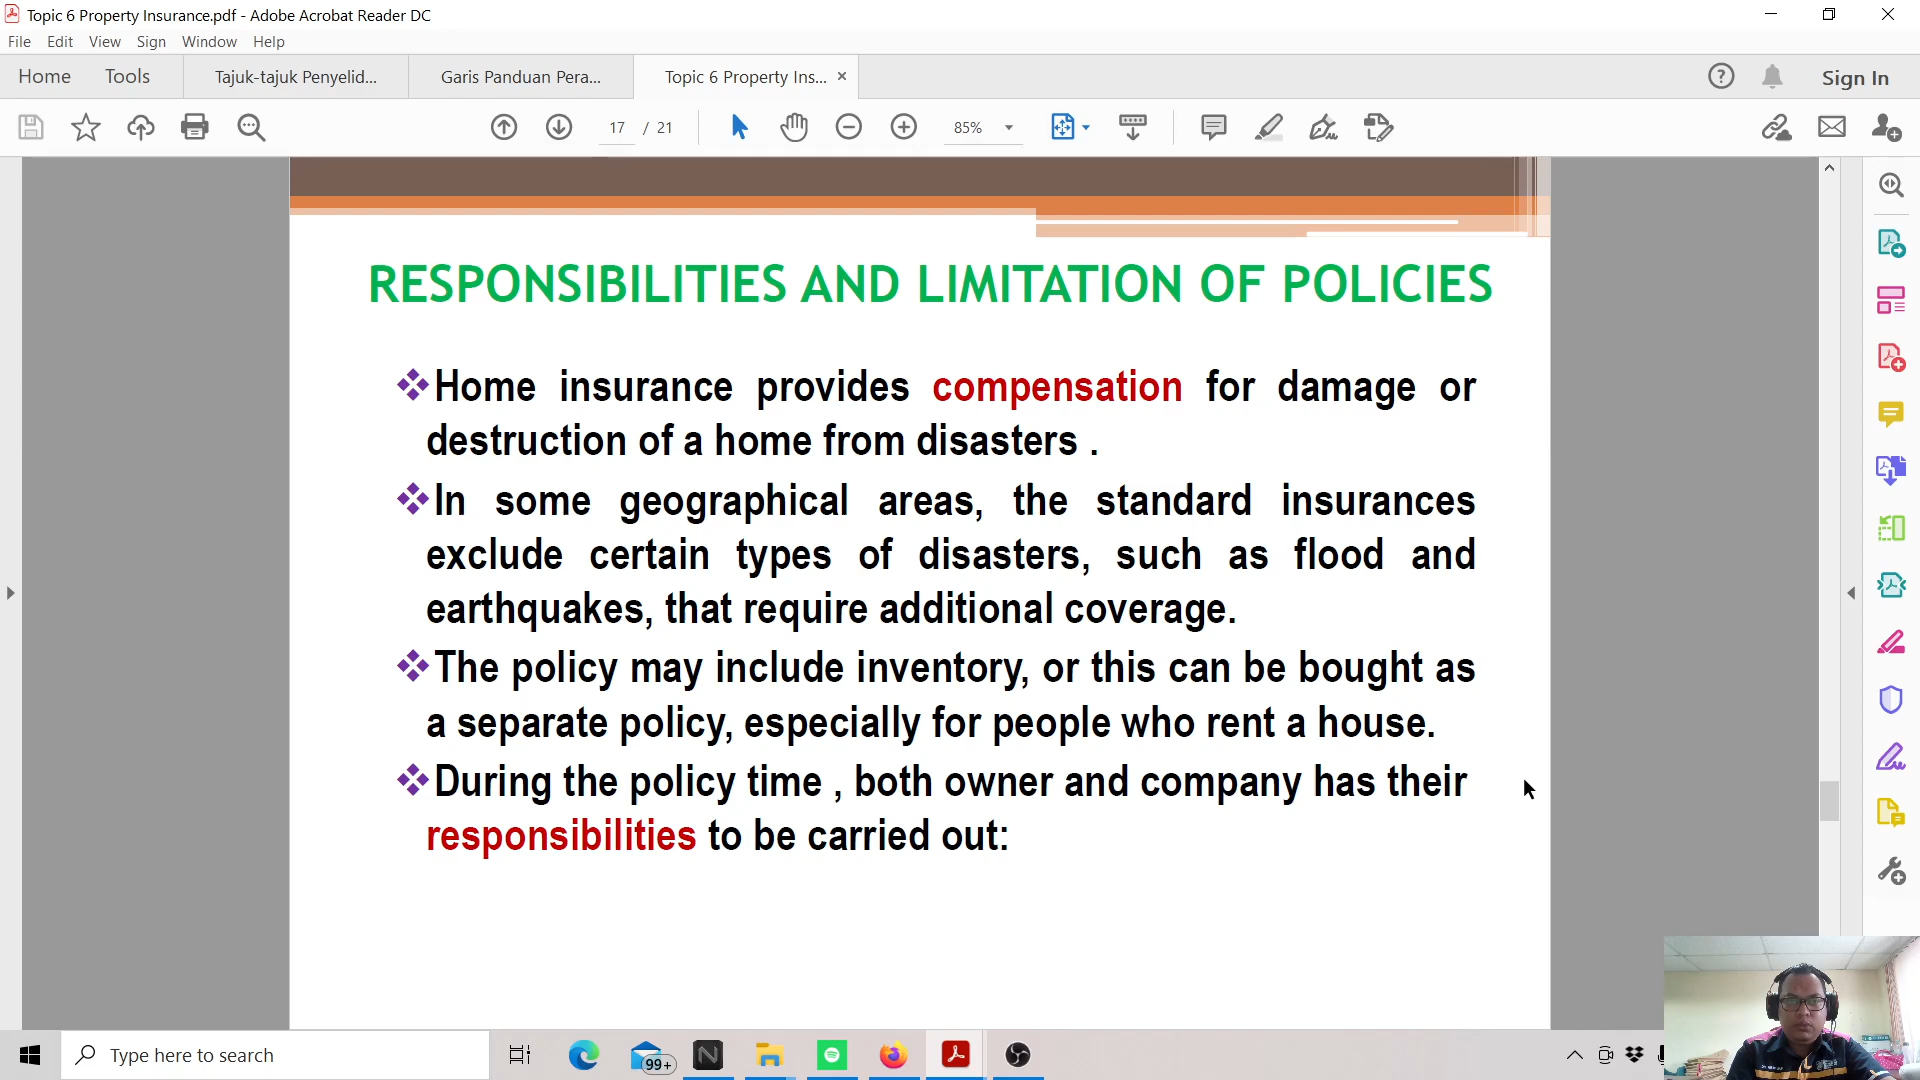 Topic 6 Property Insurance.pdf - Adobe Acrobat Reader DC
File Edit View Sign Window Help
Home Tools Tajuk-tajuk Penyelid... Garis Panduan Pera... Topic 6 Property Ins... × Sign In
17 / 21 85%
RESPONSIBILITIES AND LIMITATION OF POLICIES
❖Home insurance provides compensation for damage or
destruction of a home from disasters .
❖In some geographical areas, the standard insurances
exclude certain types of disasters, such as flood and
earthquakes, that require additional coverage.
❖The policy may include inventory, or this can be bought as
a separate policy, especially for people who rent a house.
❖During the policy time , both owner and company has their
responsibilities to be carried out:
Type here to search 99+